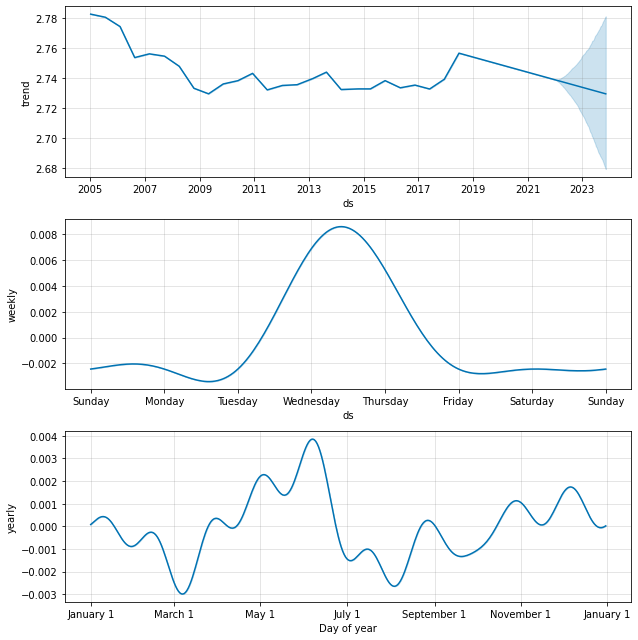 2.78
2.76
2.74
2.72
2.70
2.68
trend
2005 2007 2009 2011 2013 2015 2017 2019 2021 2023
ds
0.008
0.006
0.004
0.002
0.000
−0.002
weekly
Sunday Monday Tuesday Wednesday Thursday Friday Saturday Sunday
ds
0.004
0.003
0.002
0.001
0.000
−0.001
−0.002
−0.003
yearly
January 1 March 1 May 1 July 1 September 1 November 1 January 1
Day of year